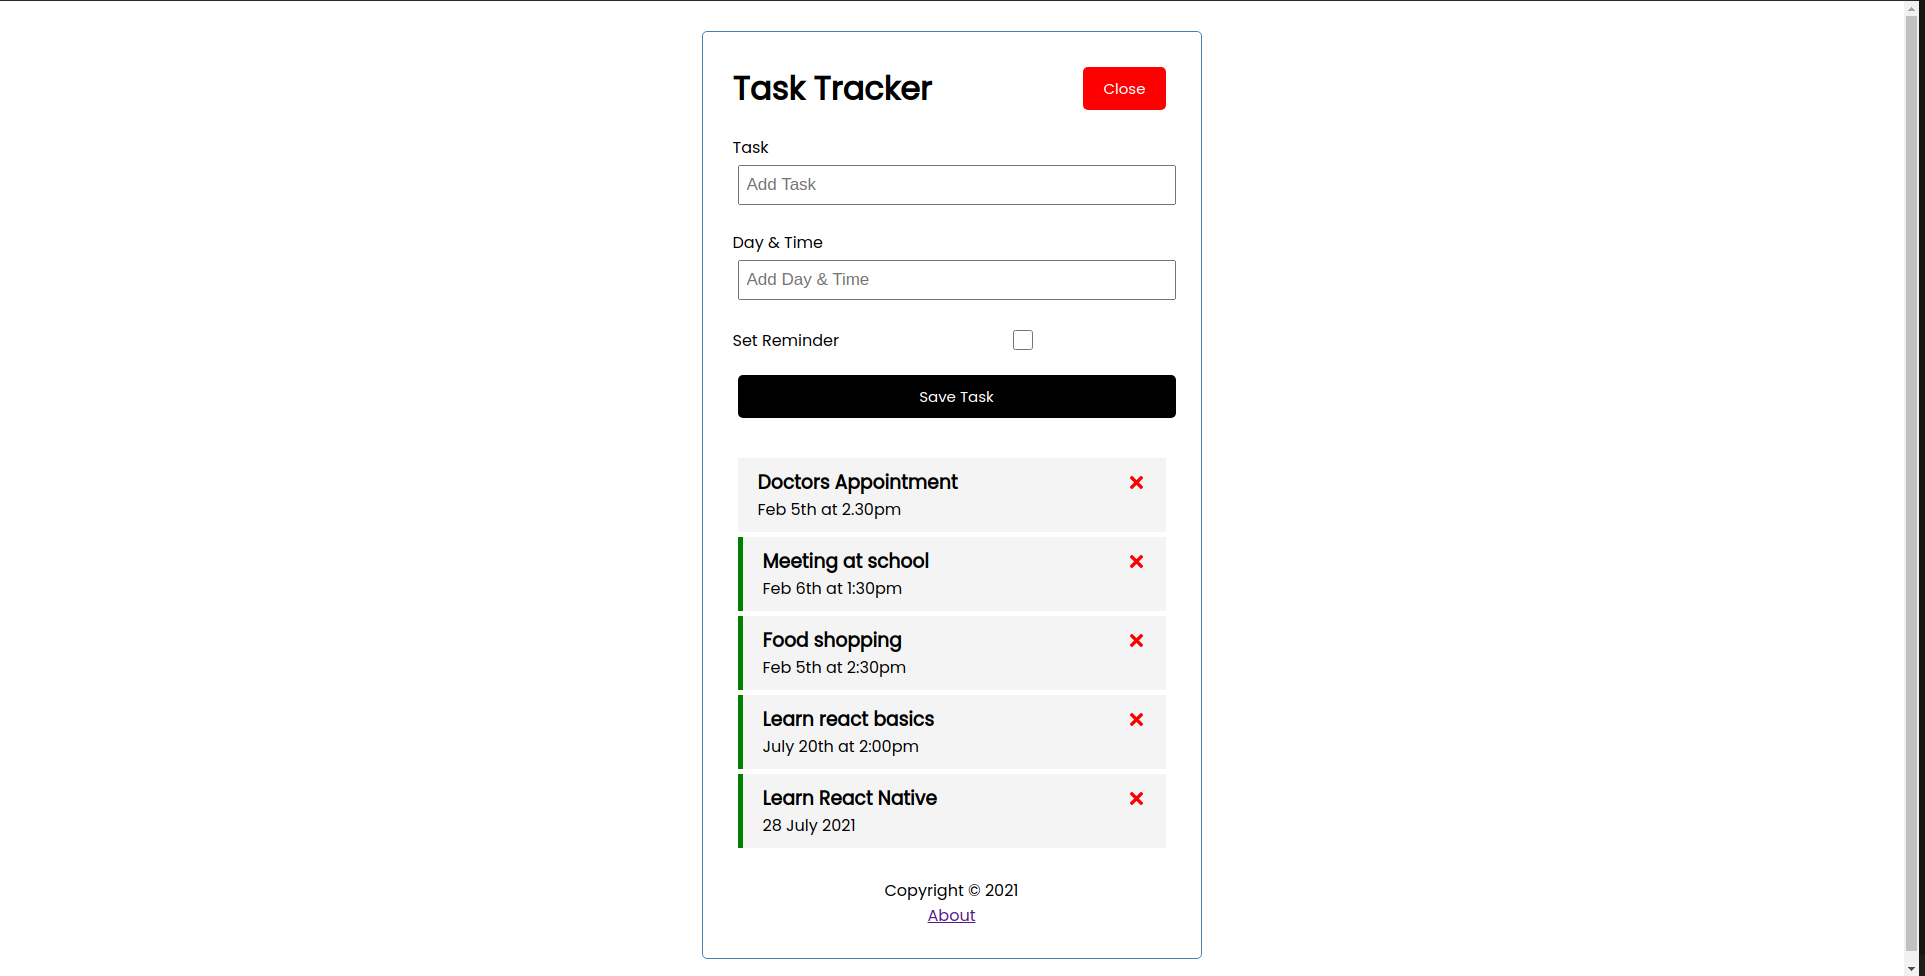 Task Tracker
Close
Task
Add Task
Day & Time
Add Day & Time
Set Reminder
Save Task
Doctors Appointment
Feb 5th at 2.30pm
Meeting at school
Feb 6th at 1:30pm
Food shopping
Feb 5th at 2:30pm
Learn react basics
July 20th at 2:00pm
Learn React Native
28 July 2021
Copyright © 2021
About